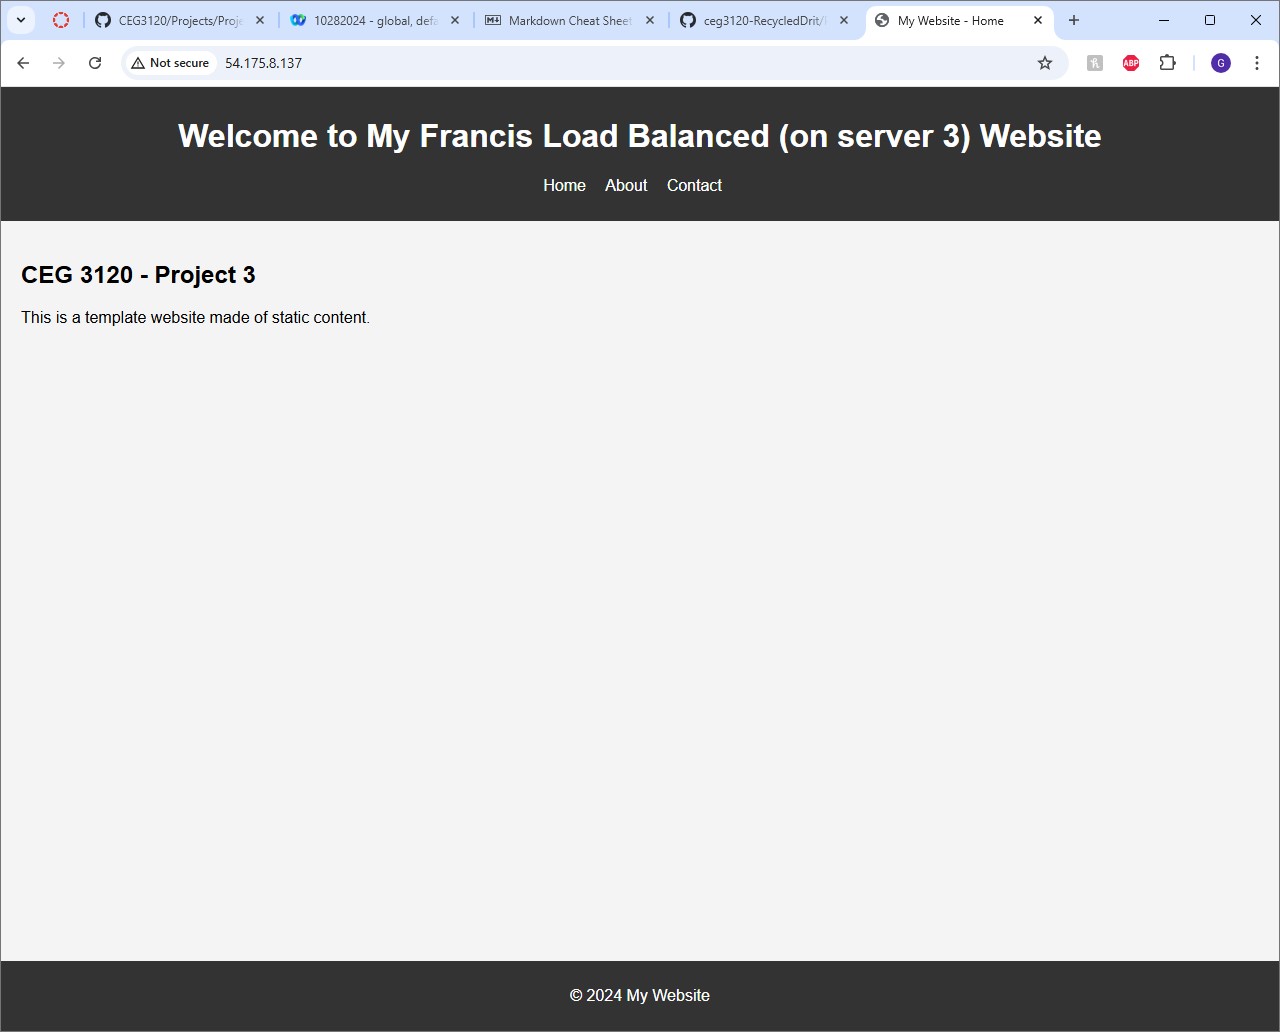 CEG3120/Projects/Proje
10282024 - global, defa
Markdown Cheat Sheet
ceg3120-RecycledDrit/
My Website - Home
Not secure
54.175.8.137
ABP
G
Welcome to My Francis Load Balanced (on server 3) Website
Home About Contact
CEG 3120 - Project 3
This is a template website made of static content.
© 2024 My Website